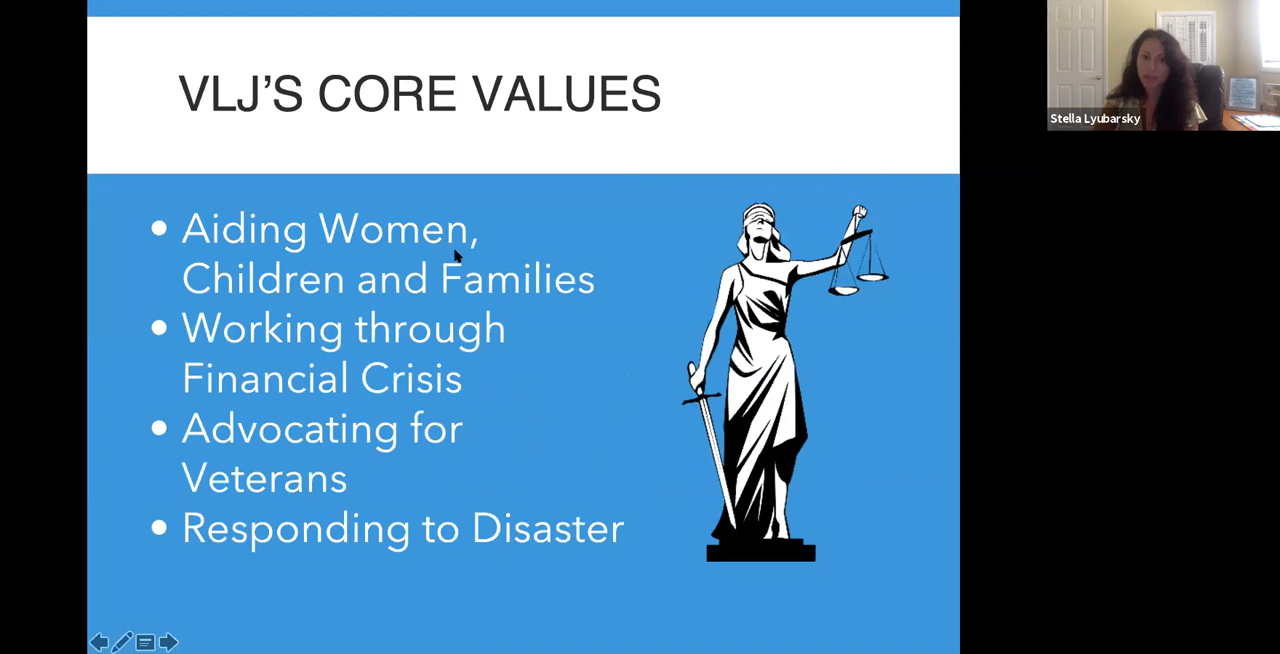 VLJ'S CORE VALUES
• Aiding Women,
Children and Families
• Working through
Financial Crisis
• Advocating for
Veterans
• Responding to Disaster
Stella Lyubarsky